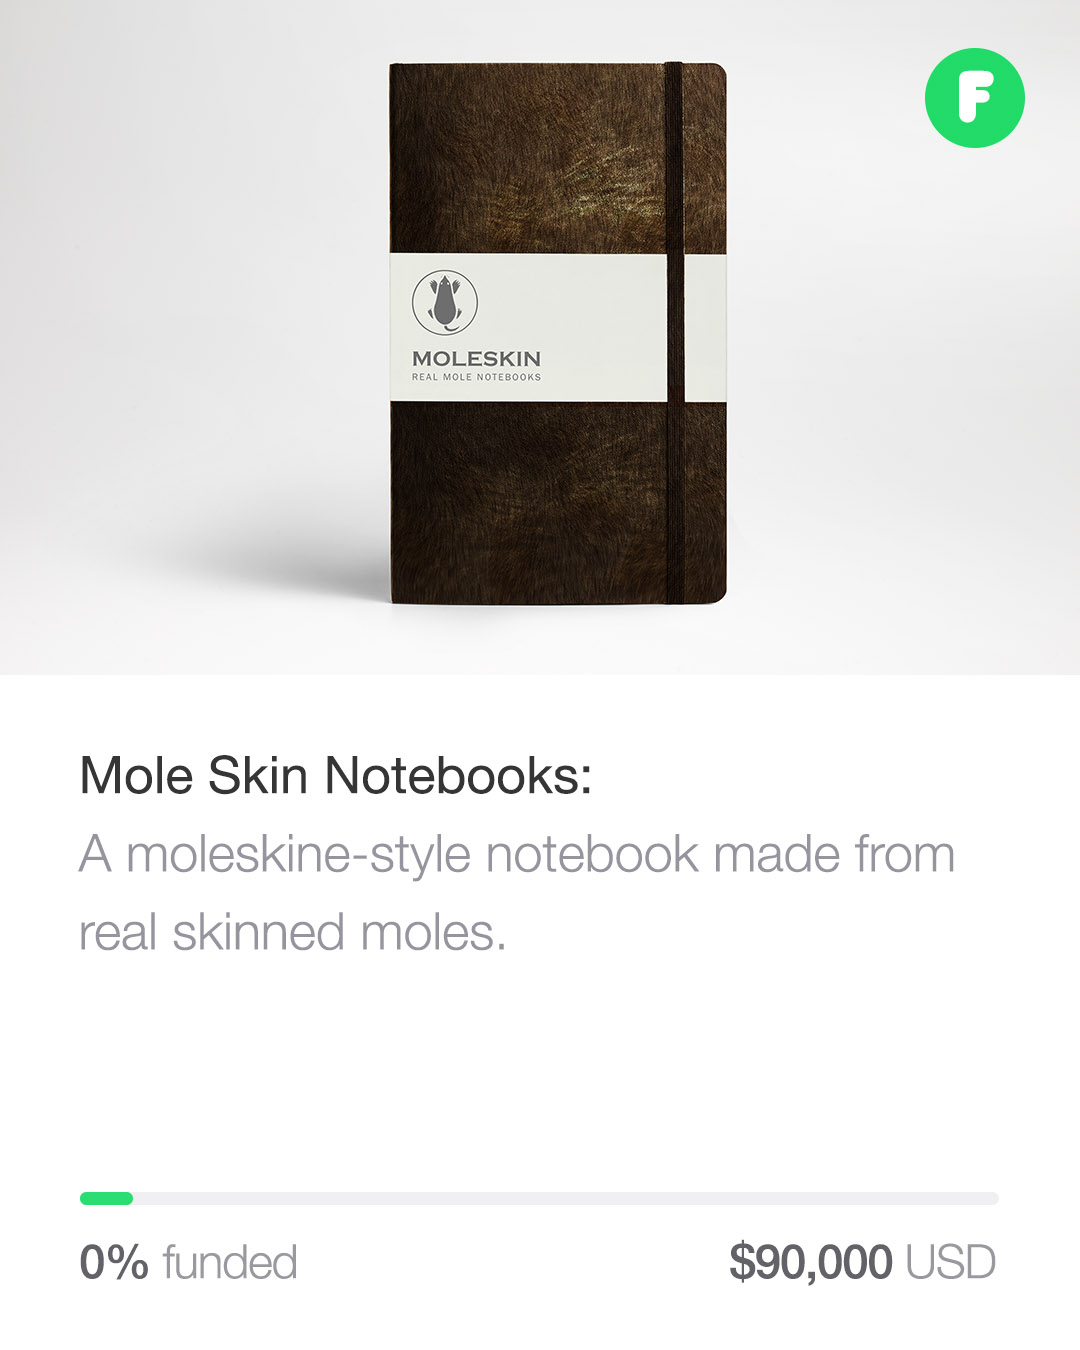 F
MOLESKIN
REAL MOLE NOTEBOOKS
Mole Skin Notebooks:
A moleskine-style notebook made from
real skinned moles.
0% funded $90,000 USD